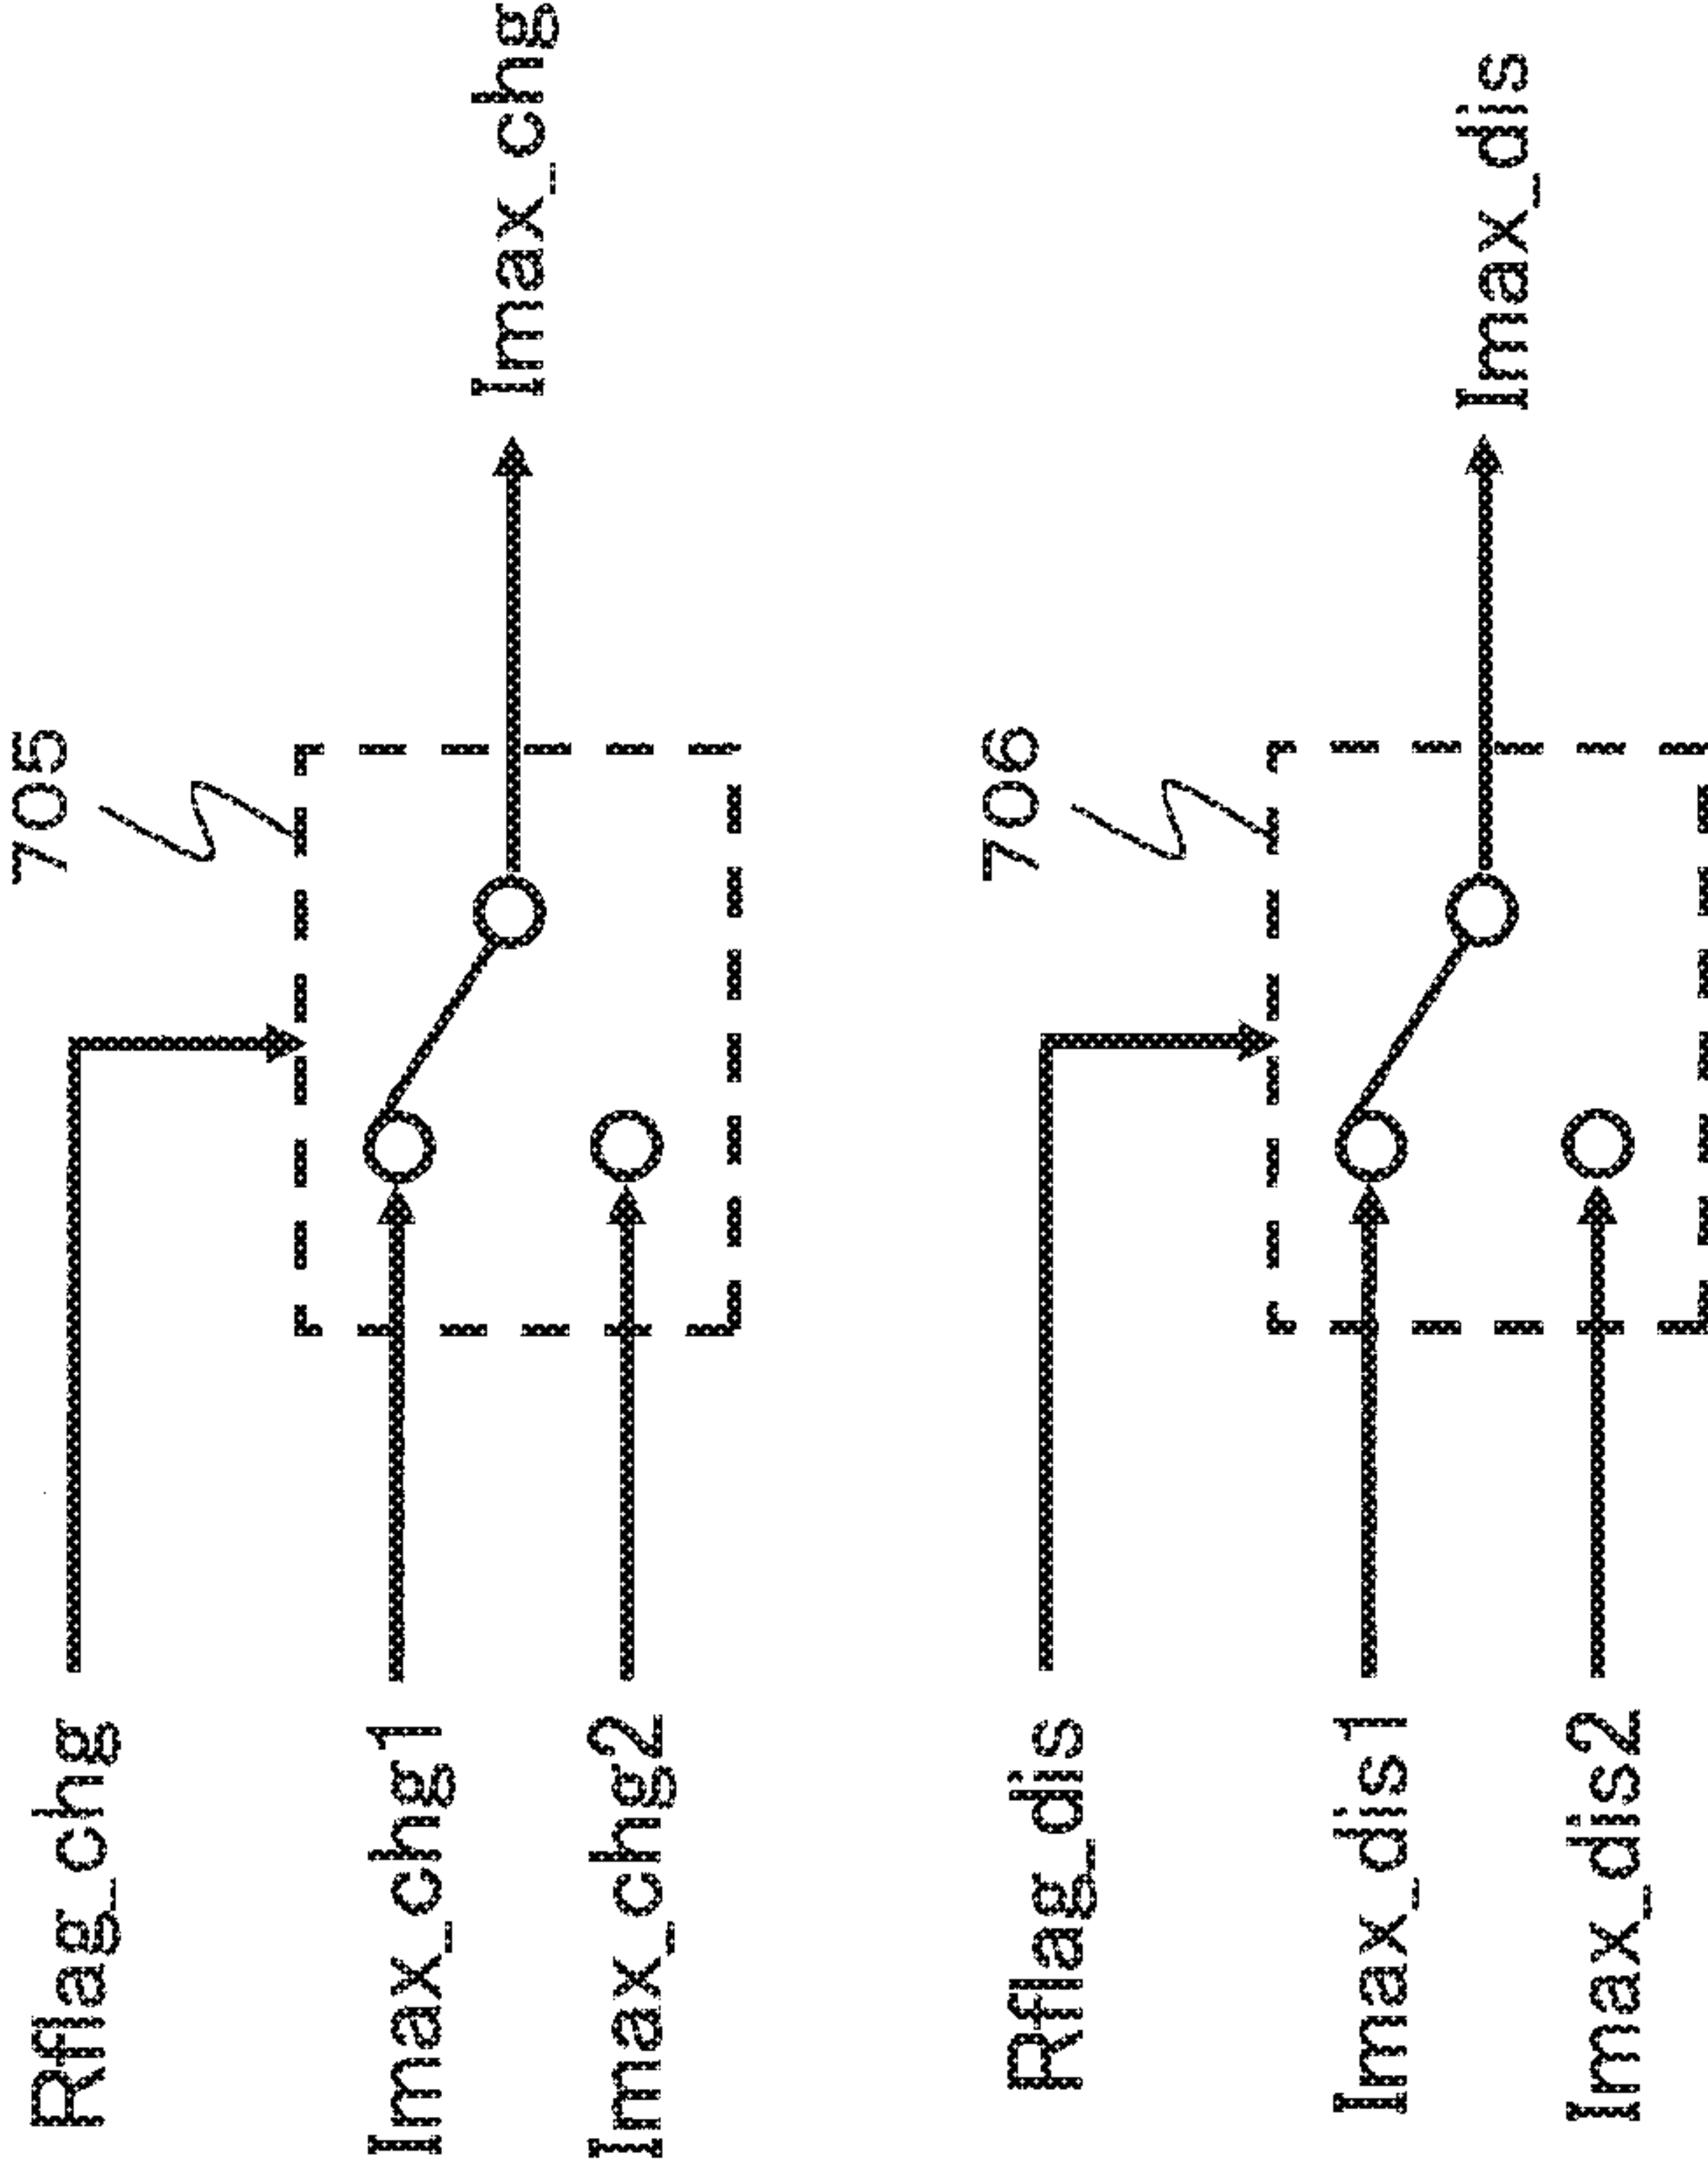 705
Rflag_chg
Imax_chg1
Imax_chg2
Imax_chg
706
Rflag_dis
Imax_dis1
Imax_dis2
Imax_dis